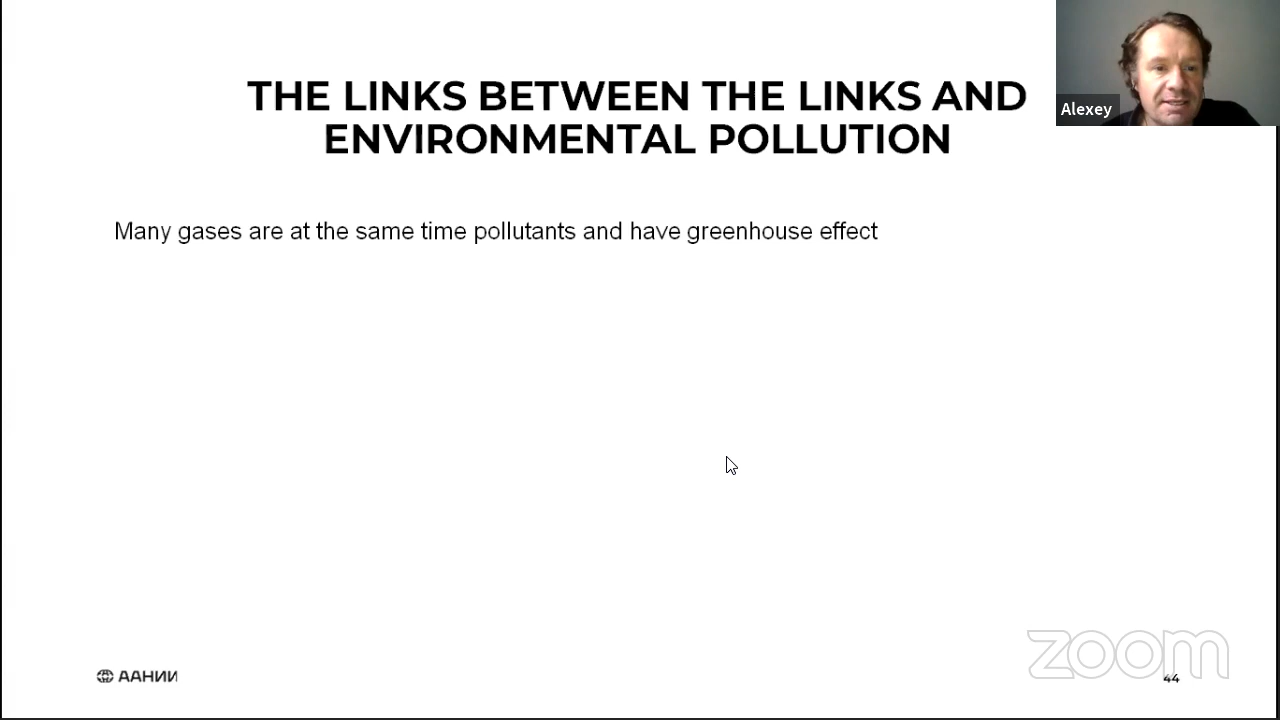 THE LINKS BETWEEN THE LINKS AND
ENVIRONMENTAL POLLUTION
Alexey
Many gases are at the same time pollutants and have greenhouse effect
ААНИИ
zoom
44